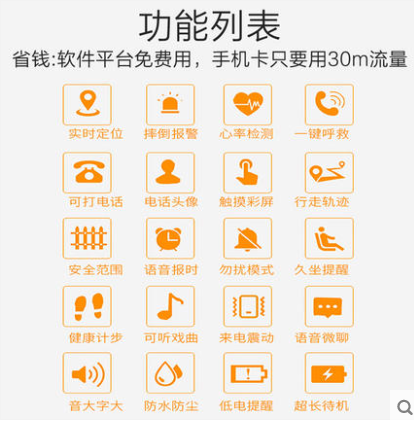 功能列表
省钱:软件平台免费用，手机卡只要用30m流量
实时定位 摔倒报警 心率检测 一键呼救
可打电话 电话头像 触摸彩屏 行走轨迹
安全范围 语音报时 勿扰模式 久坐提醒
健康计步 可听戏曲 来电震动 语音微聊
音大字大 防水防尘 低电提醒 超长待机